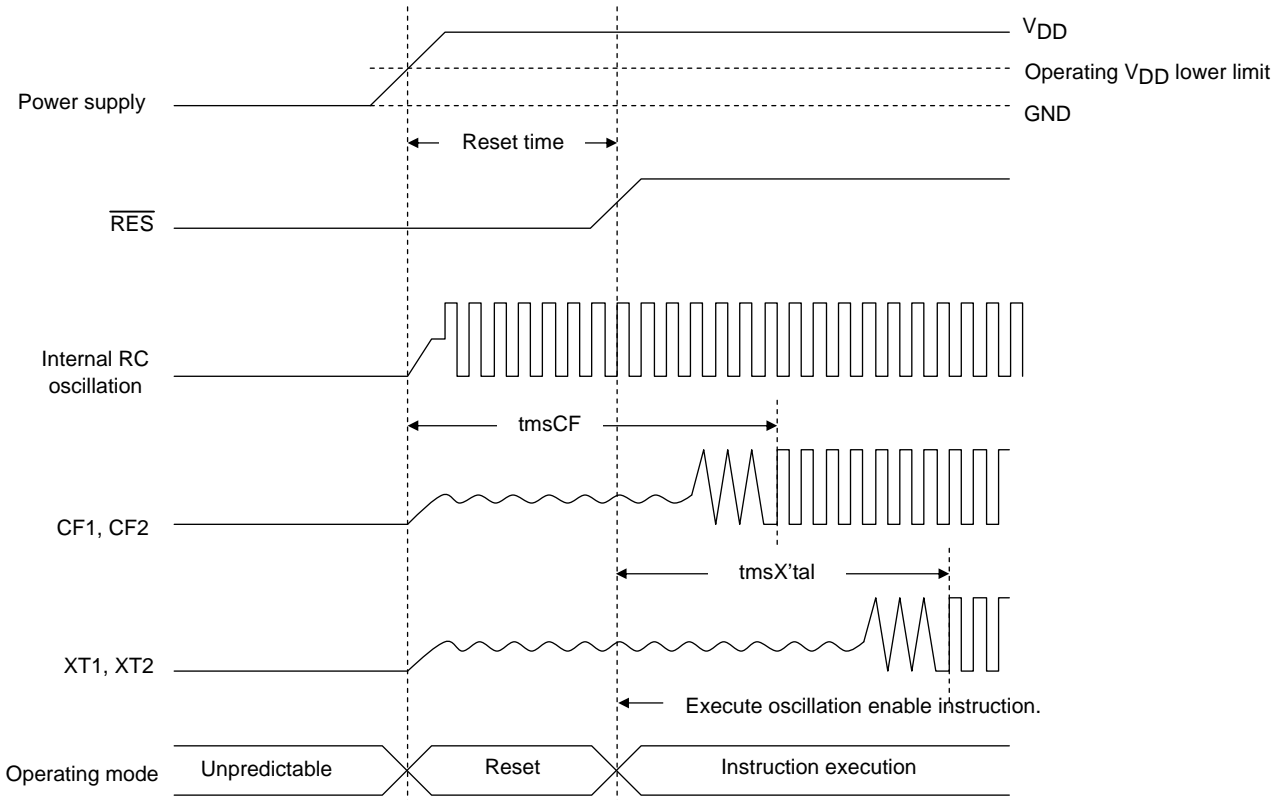 VDD
Operating VDD lower limit
Power supply
GND
Reset time
RES
Internal RC
oscillation
tmsCF
CF1, CF2
tmsX’tal
XT1, XT2
Execute oscillation enable instruction.
Operating mode
Unpredictable
Reset
Instruction execution